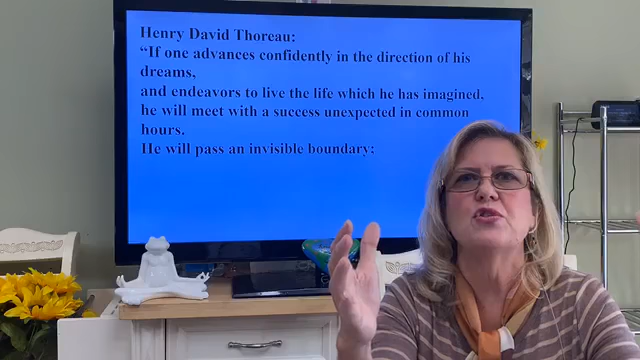 Henry David Thoreau:
“If one advances confidently in the direction of his
dreams,
and endeavors to live the life which he has imagined,
he will meet with a success unexpected in common
hours.
He will pass an invisible boundary: